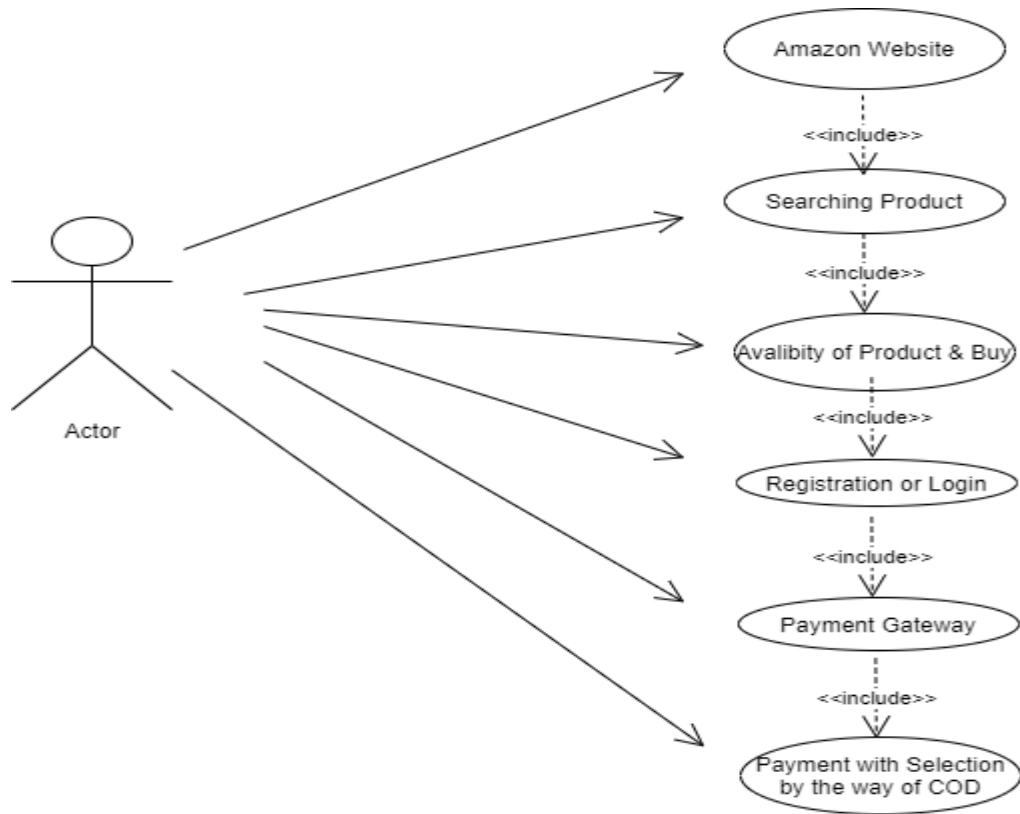 Amazon Website
<<include>>
Searching Product
<<include>>
Avalibity of Product & Buy
<<include>>
Registration or Login
<<include>>
Payment Gateway
<<include>>
Payment with Selection
by the way of COD
Actor